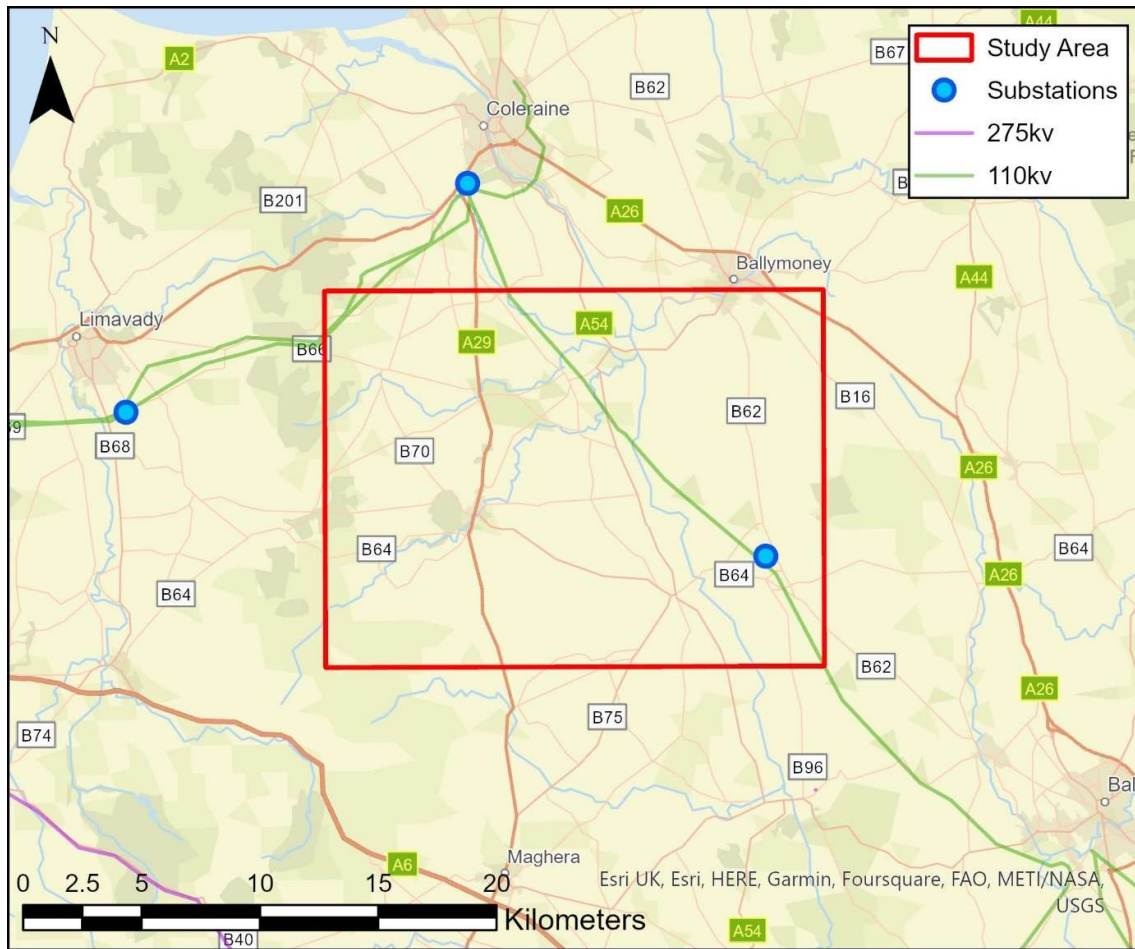 N
A2
B62
B67
A44
Study Area
Substations
275kv
110kv
Coleraine
B201
A26
Ballymoney
A44
Limavady
A54
A29
B66
B62
B16
B68
B70
A26
B64
B64
B64
A26
B64
B62
A26
B75
B74
B96
Bal
A6
Maghera
0 2.5 5 10 15 20
Kilometers
Esri UK, Esri, HERE, Garmin, Foursquare, FAO, METI/NASA,
USGS
B40
A54